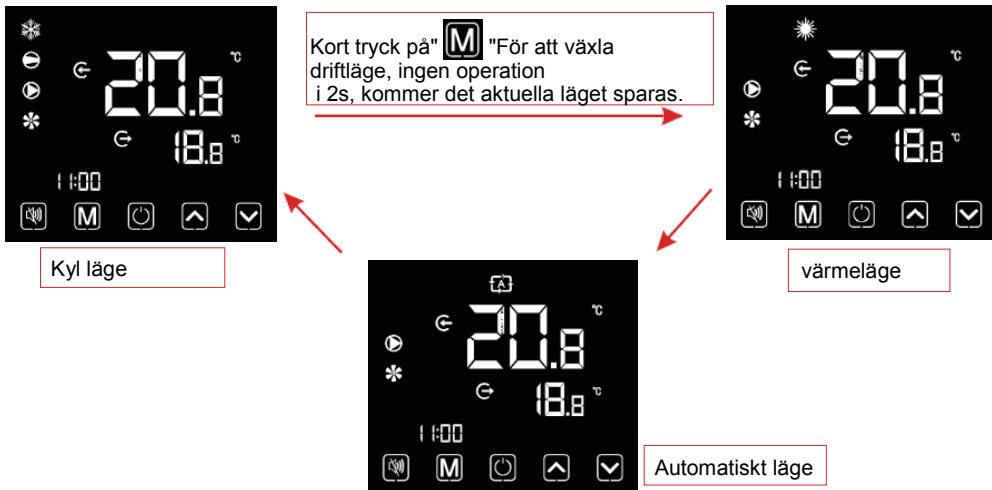 20.8 °C
18.8 °C
11:00
M
Kyl läge
Kort tryck på" M "För att växla
driftläge, ingen operation
i 2s, kommer det aktuella läget sparas.
20.8 °C
18.8 °C
11:00
M
värmeläge
A
20.8 °C
18.8 °C
11:00
M
Automatiskt läge